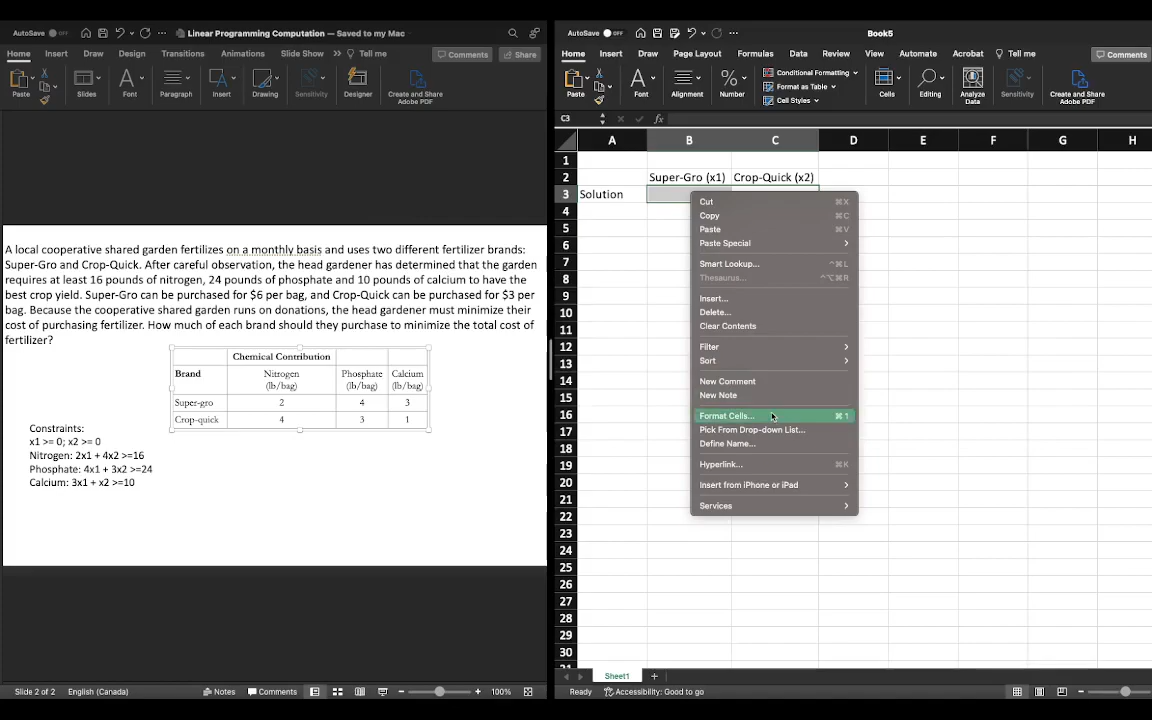 AutoSave OFF
Linear Programming Computation — Saved to my Mac
Home Insert Draw Design Transitions Animations Slide Show >> Tell me Comments Share
Paste Slides Font Paragraph Insert Drawing Sensitivity Designer Create and Share Adobe PDF
A local cooperative shared garden fertilizes on a monthly basis and uses two different fertilizer brands:
Super-Gro and Crop-Quick. After careful observation, the head gardener has determined that the garden
requires at least 16 pounds of nitrogen, 24 pounds of phosphate and 10 pounds of calcium to have the
best crop yield. Super-Gro can be purchased for $6 per bag, and Crop-Quick can be purchased for $3 per
bag. Because the cooperative shared garden runs on donations, the head gardener must minimize their
cost of purchasing fertilizer. How much of each brand should they purchase to minimize the total cost of
fertilizer?
Chemical Contribution
Brand Nitrogen (lb/bag) Phosphate (lb/bag) Calcium (lb/bag)
Super-gro 2 4 3
Crop-quick 4 3 1
Constraints:
x1 >= 0; x2 >= 0
Nitrogen: 2x1 + 4x2 >=16
Phosphate: 4x1 + 3x2 >=24
Calcium: 3x1 + x2 >=10
Slide 2 of 2 English (Canada) Notes Comments 100%
AutoSave OFF
Book5
Home Insert Draw Page Layout Formulas Data Review View Automate Acrobat Tell me Comments
Paste Font Alignment Number Conditional Formatting Format as Table Cell Styles Cells Editing Analyze Data Sensitivity Create and Share Adobe PDF
C3 fx
A B C D E F G H
1
2 Super-Gro (x1) Crop-Quick (x2)
3 Solution
4
5
6
7
8
9
10
11
12
13
14
15
16
17
18
19
20
21
22
23
24
25
26
27
28
29
30
Cut ⌘X
Copy ⌘C
Paste ⌘V
Paste Special
Smart Lookup... ^⌘L
Thesaurus... ^⌥⌘R
Insert...
Delete...
Clear Contents
Filter
Sort
New Comment
New Note
Format Cells... ⌘1
Pick From Drop-down List...
Define Name...
Hyperlink...
Insert from iPhone or iPad
Services
Sheet1 +
Ready Accessibility: Good to go